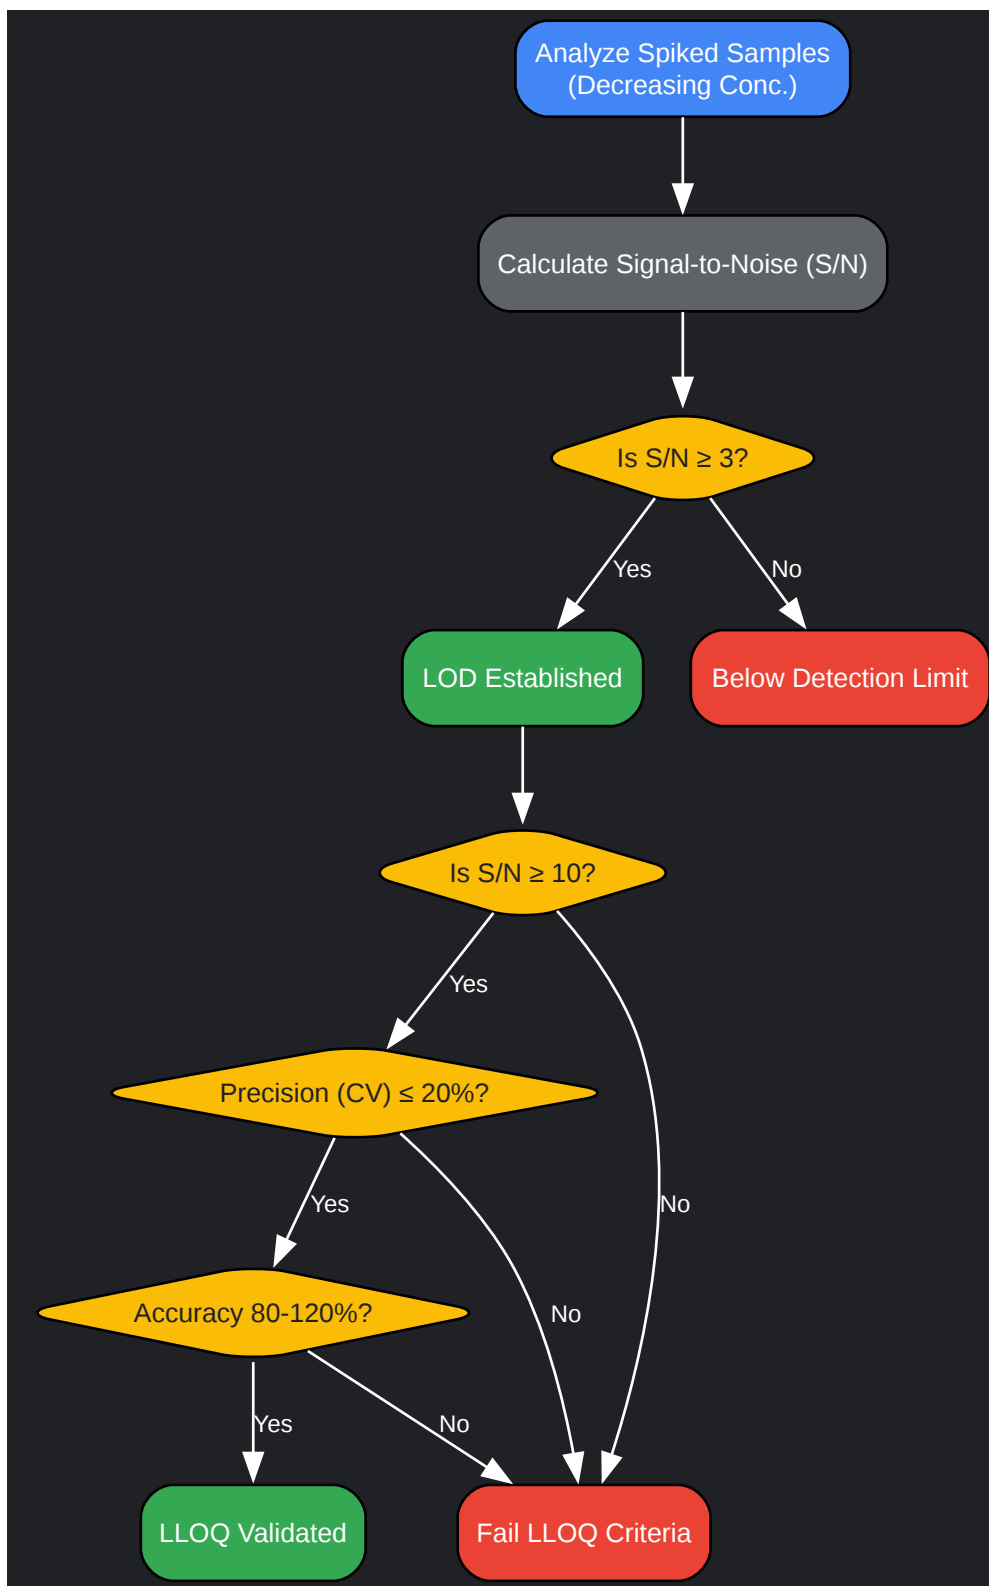 Analyze Spiked Samples
(Decreasing Conc.)
Calculate Signal-to-Noise (S/N)
Is S/N ≥ 3?
Yes
No
LOD Established
Below Detection Limit
Is S/N ≥ 10?
Yes
Precision (CV) ≤ 20%?
Yes
No
Accuracy 80-120%?
No
Yes
No
LLOQ Validated
Fail LLOQ Criteria